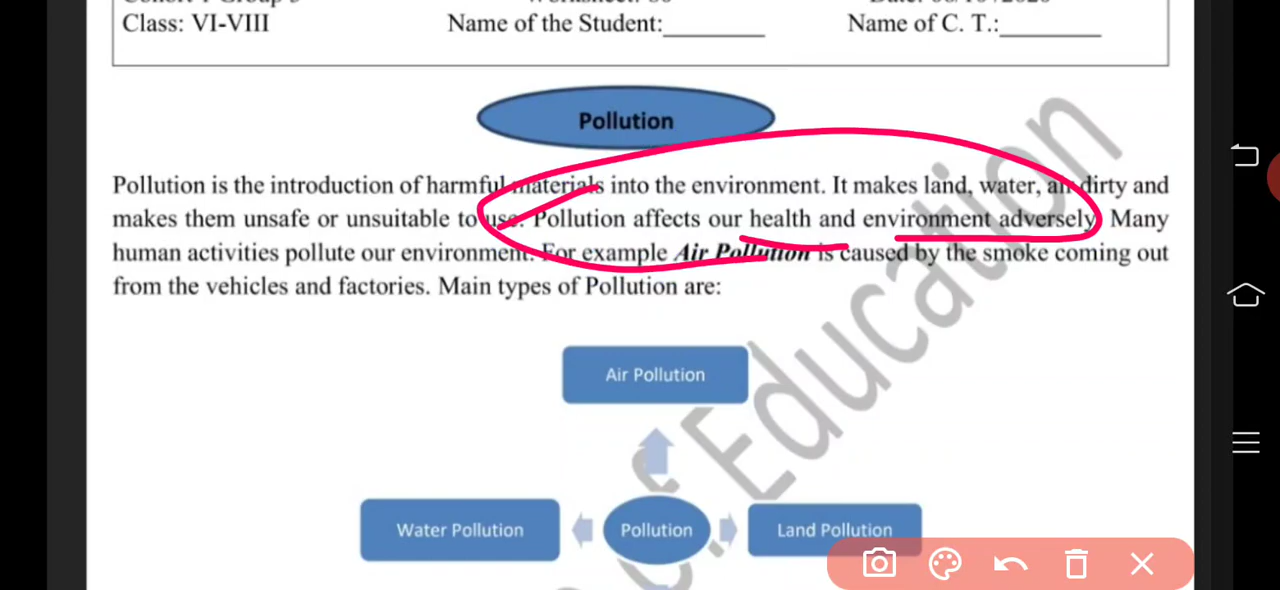 Class: VI-VIII Name of the Student: Name of C. T.:
Pollution
Pollution is the introduction of harmful materials into the environment. It makes land, water, air dirty and
makes them unsafe or unsuitable to use. Pollution affects our health and environment adversely. Many
human activities pollute our environment. For example Air Pollution is caused by the smoke coming out
from the vehicles and factories. Main types of Pollution are:
Air Pollution
Water Pollution Pollution Land Pollution
of Education